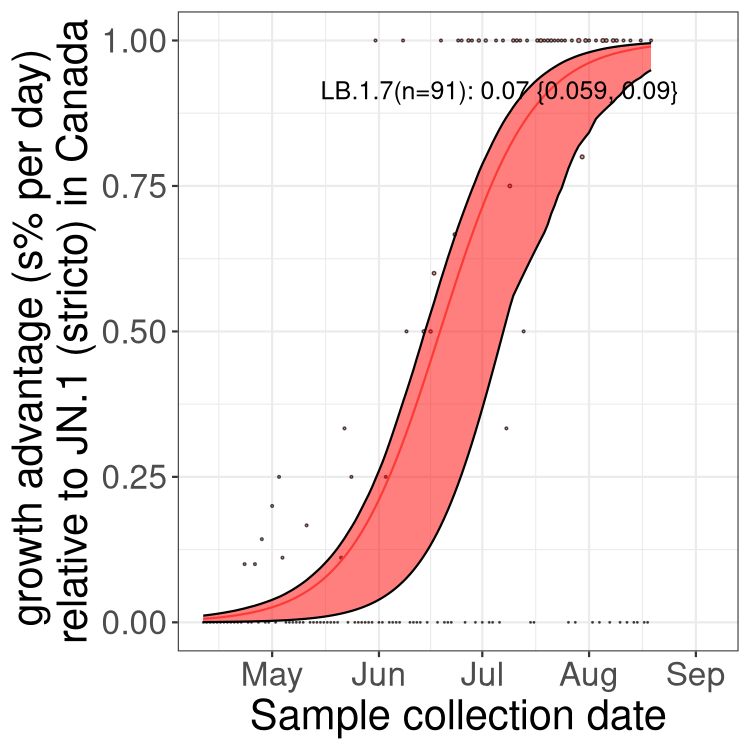 growth advantage (s% per day)
relative to JN.1 (stricto) in Canada
1.00
0.75
0.50
0.25
0.00
LB.1.7(n=91): 0.07 {0.059, 0.09}
May Jun Jul Aug Sep
Sample collection date